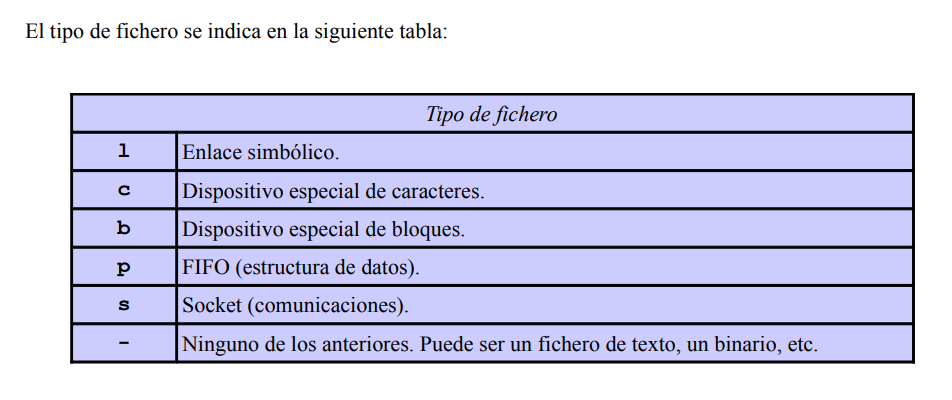 El tipo de fichero se indica en la siguiente tabla:
Tipo de fichero
l Enlace simbólico.
c Dispositivo especial de caracteres.
b Dispositivo especial de bloques.
p FIFO (estructura de datos).
s Socket (comunicaciones).
- Ninguno de los anteriores. Puede ser un fichero de texto, un binario, etc.